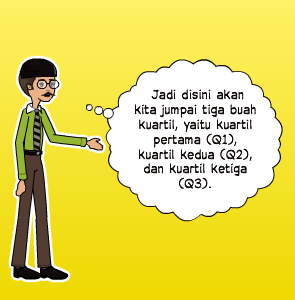 Jadi disini akan
kita jumpai tiga buah
kuartil, yaitu kuartil
pertama (Q1),
kuartil kedua (Q2),
dan kuartil ketiga
(Q3).